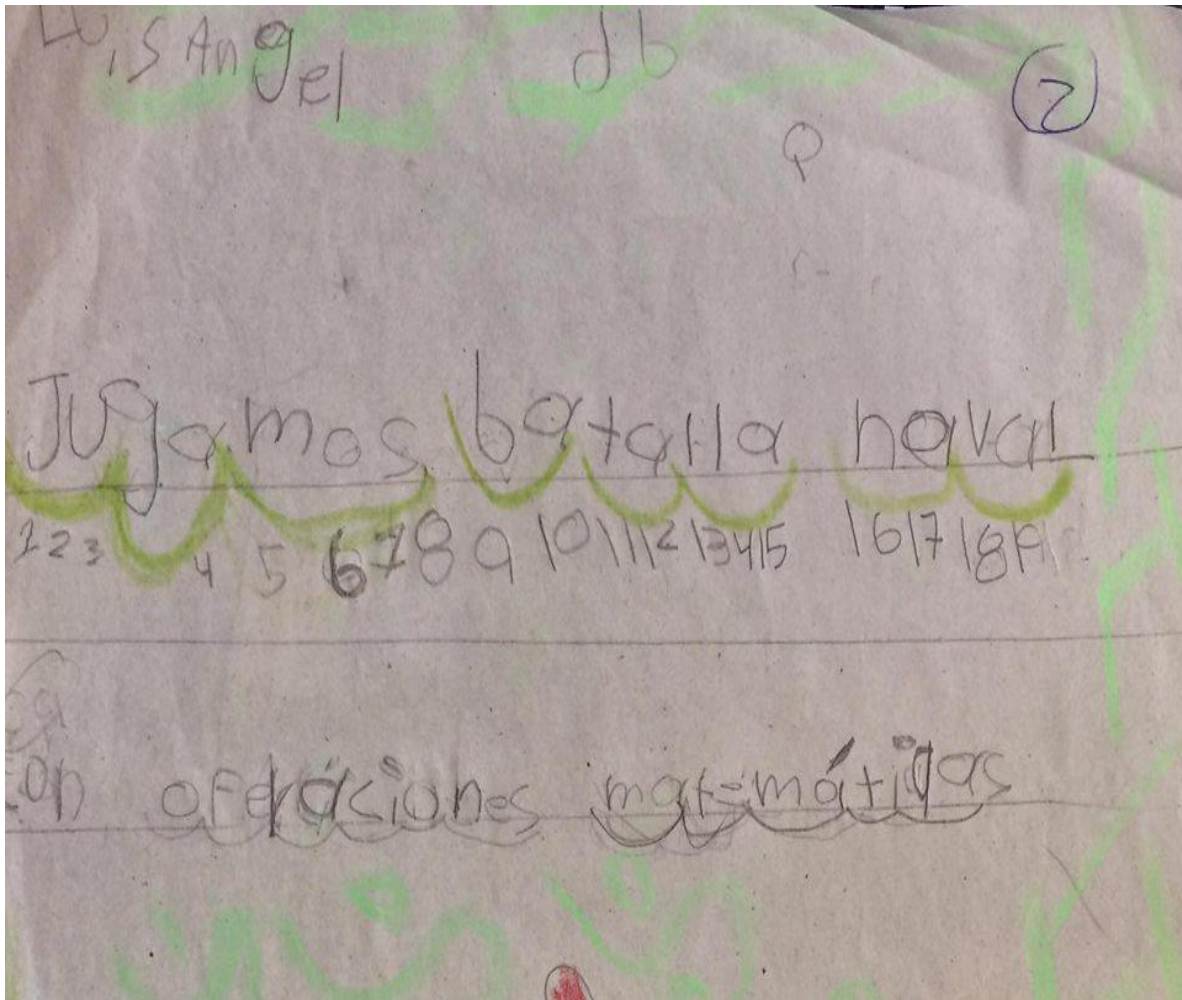 Luis Angel db 2
Q
Jugamos batalla naval
1 2 3 4 5 6 7 8 9 10 11 12 13 14 15 16 17 18 19
con operasiones matemáticas